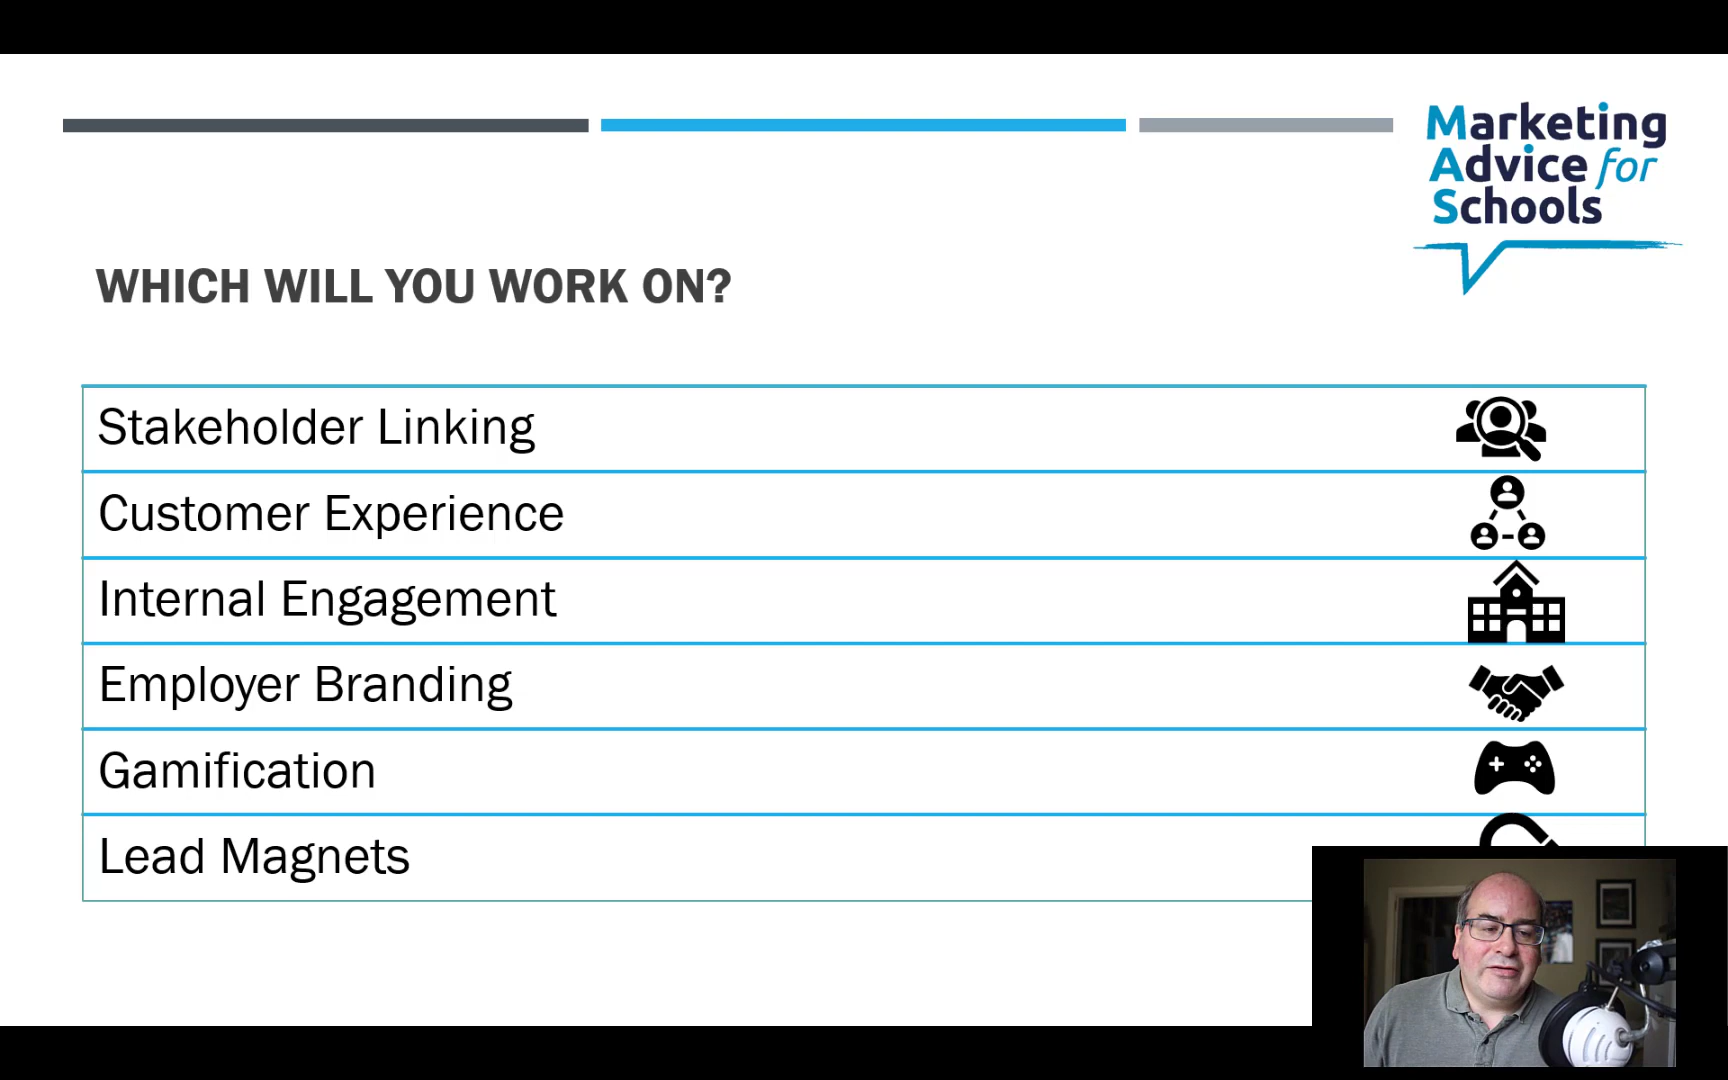 Marketing
Advice for
Schools
WHICH WILL YOU WORK ON?
Stakeholder Linking
Customer Experience
Internal Engagement
Employer Branding
Gamification
Lead Magnets